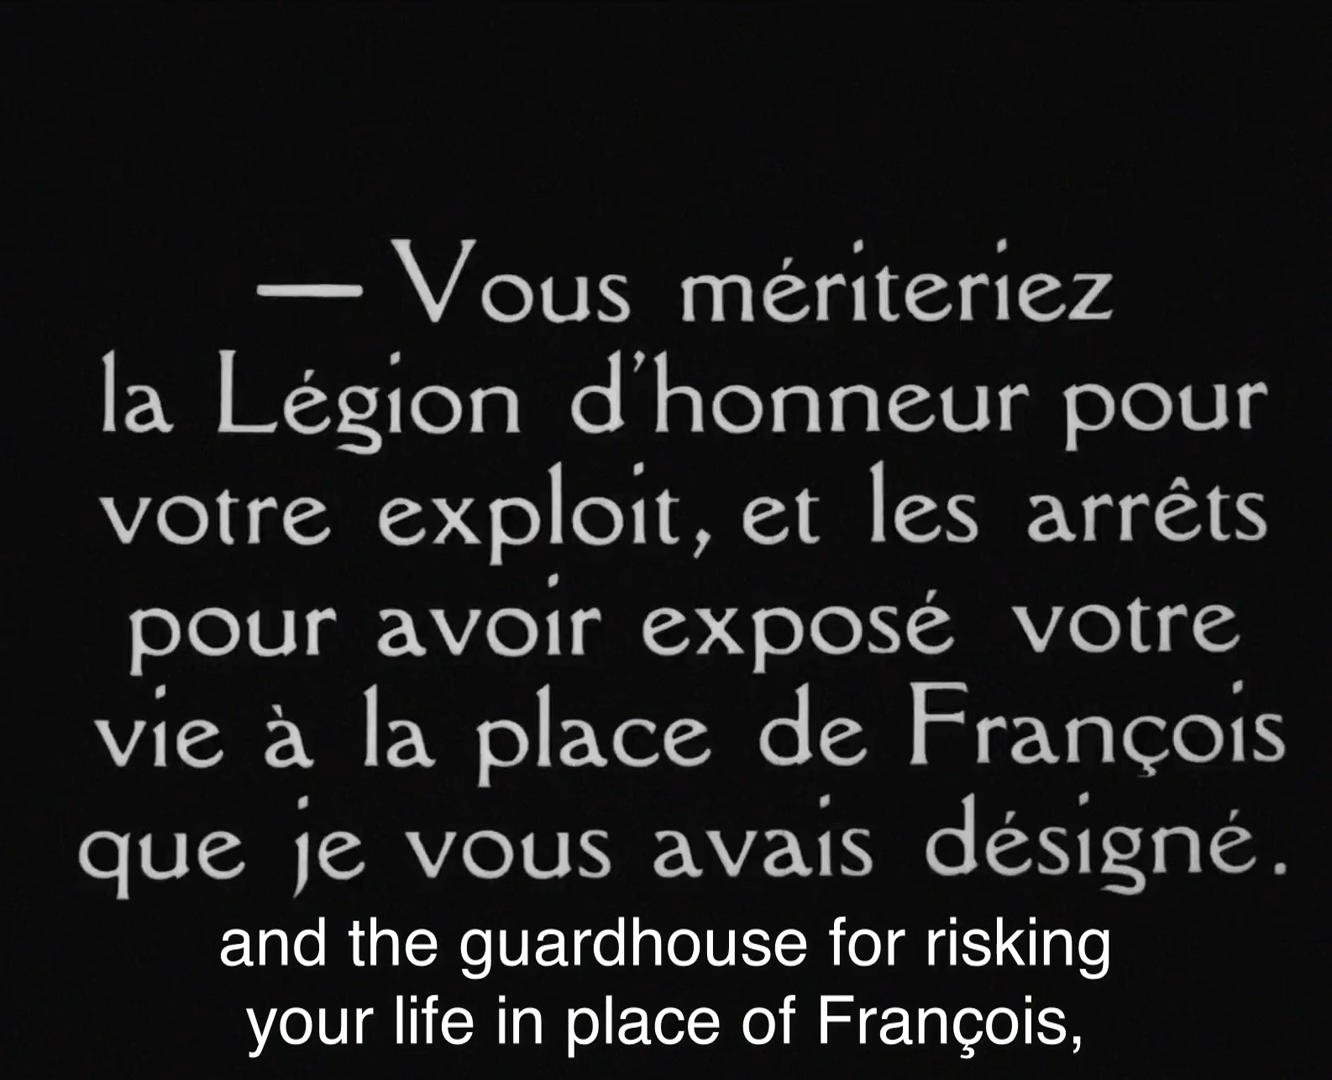 — Vous mériteriez
la Légion d'honneur pour
votre exploit, et les arrêts
pour avoir exposé votre
vie à la place de François
que je vous avais désigné.
and the guardhouse for risking
your life in place of François,